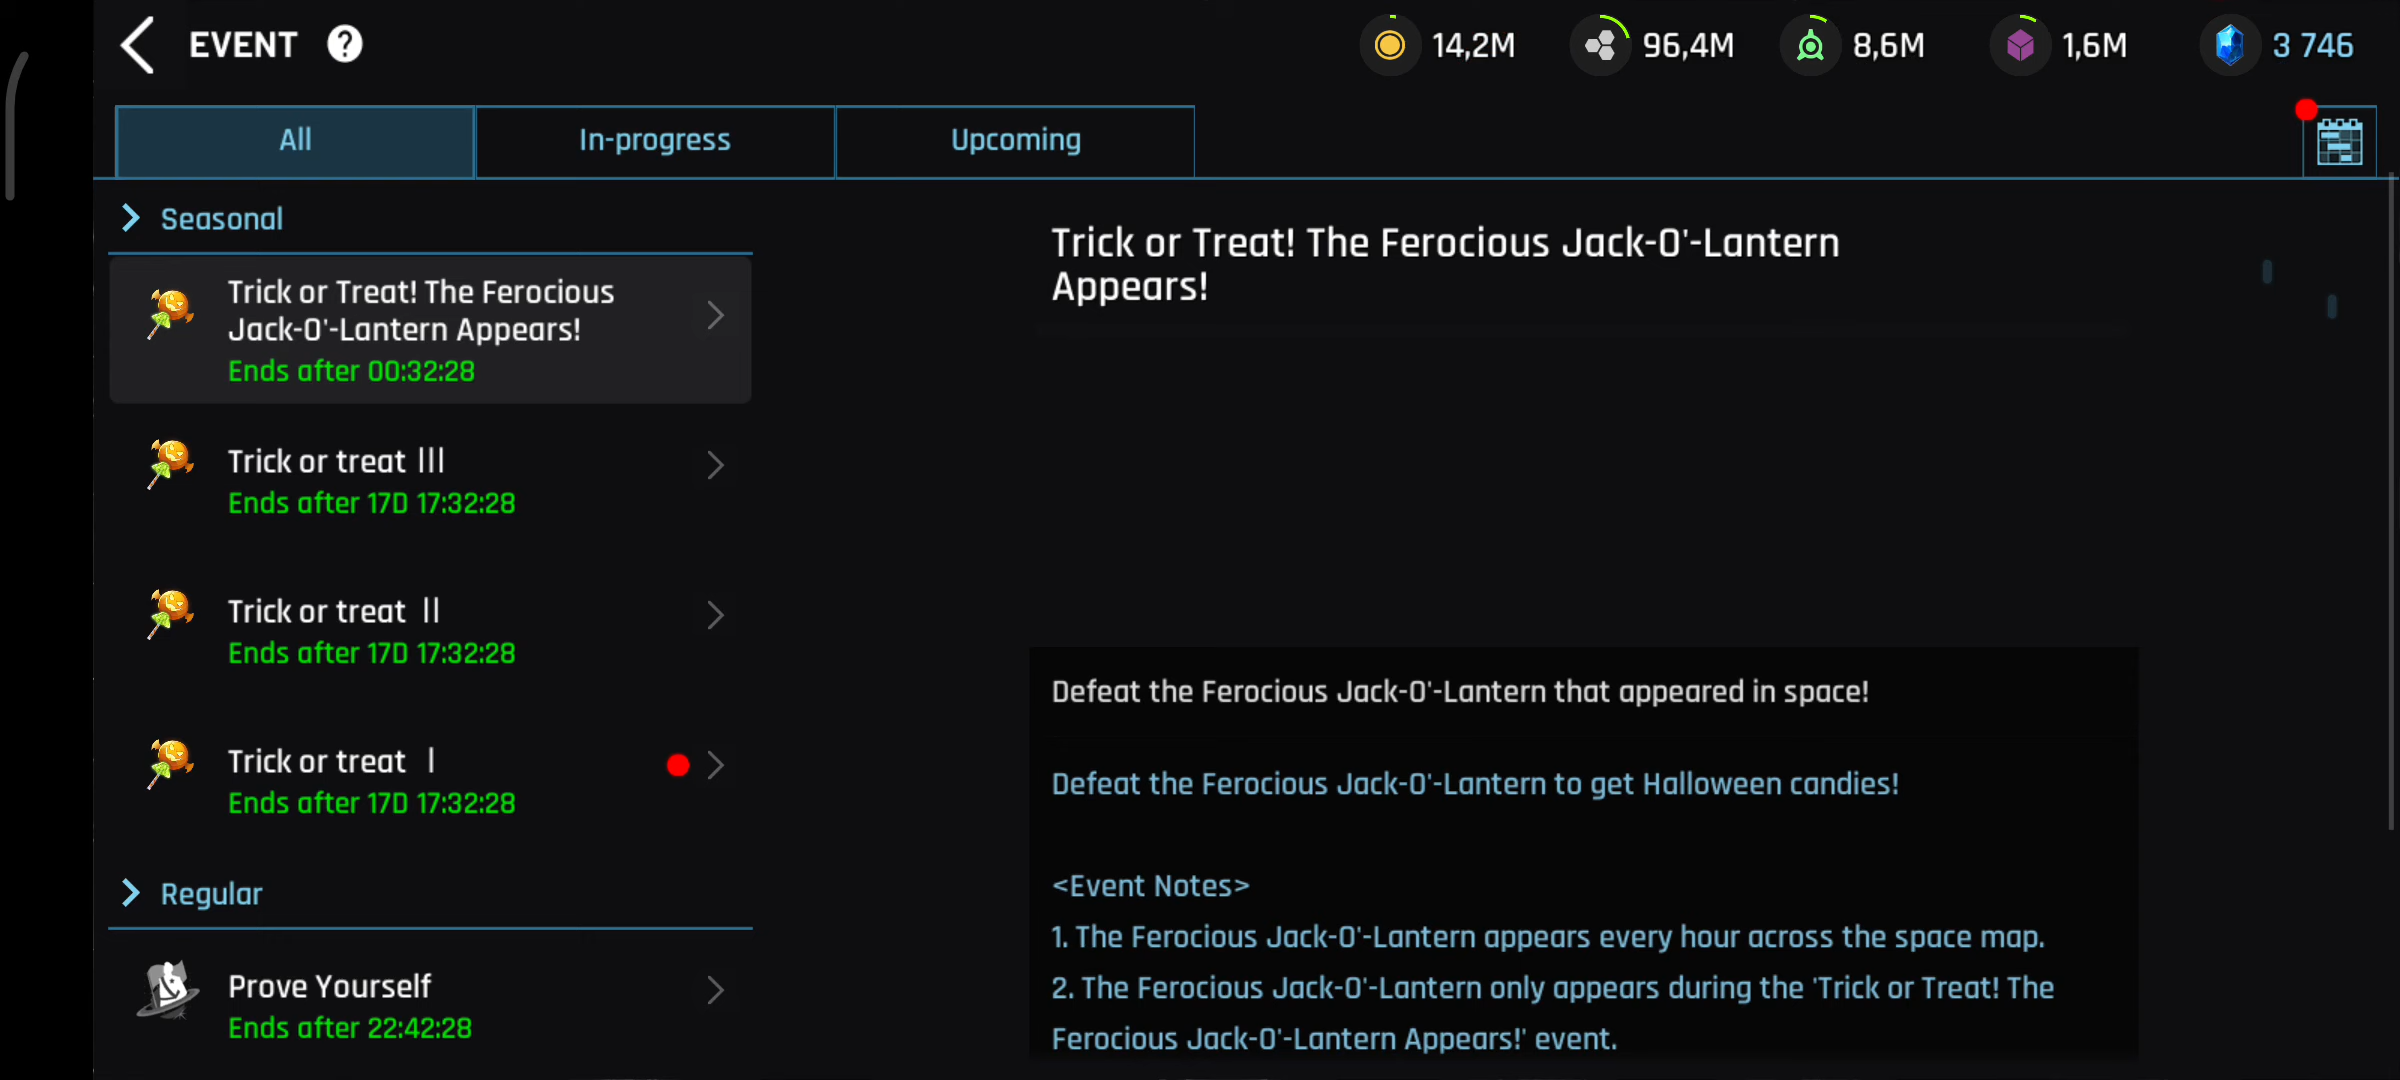 EVENT ?
14,2M
96,4M
8,6M
1,6M
3 746
All
In-progress
Upcoming
Seasonal
Trick or Treat! The Ferocious
Jack-O'-Lantern Appears!
Ends after 00:32:28
Trick or treat |||
Ends after 17D 17:32:28
Trick or treat ||
Ends after 17D 17:32:28
Trick or treat |
Ends after 17D 17:32:28
Regular
Prove Yourself
Ends after 22:42:28
Trick or Treat! The Ferocious Jack-O'-Lantern
Appears!
Defeat the Ferocious Jack-O'-Lantern that appeared in space!
Defeat the Ferocious Jack-O'-Lantern to get Halloween candies!
<Event Notes>
1. The Ferocious Jack-O'-Lantern appears every hour across the space map.
2. The Ferocious Jack-O'-Lantern only appears during the 'Trick or Treat! The
Ferocious Jack-O'-Lantern Appears!' event.